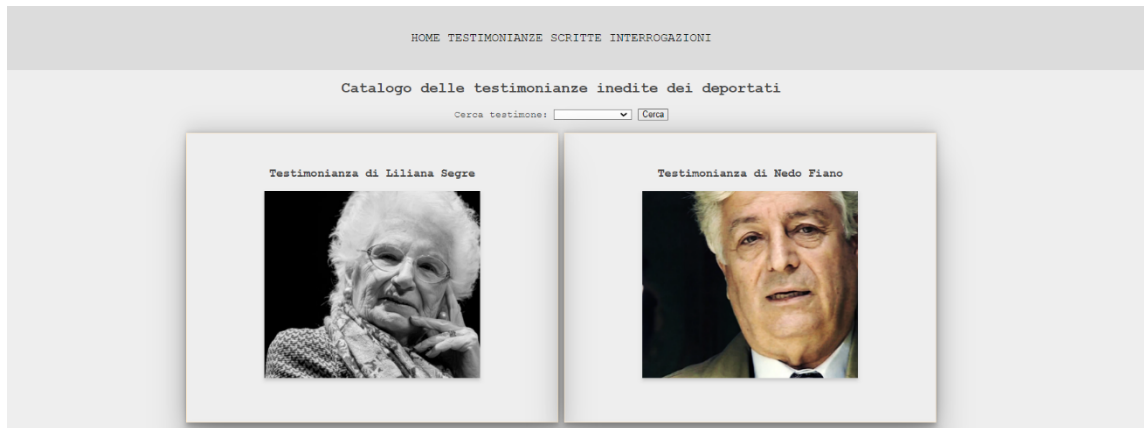 HOME TESTIMONIANZE SCRITTE INTERROGAZIONI
Catalogo delle testimonianze inedite dei deportati
Cerca testimone: Cerca
Testimonianza di Liliana Segre
Testimonianza di Nedo Fiano